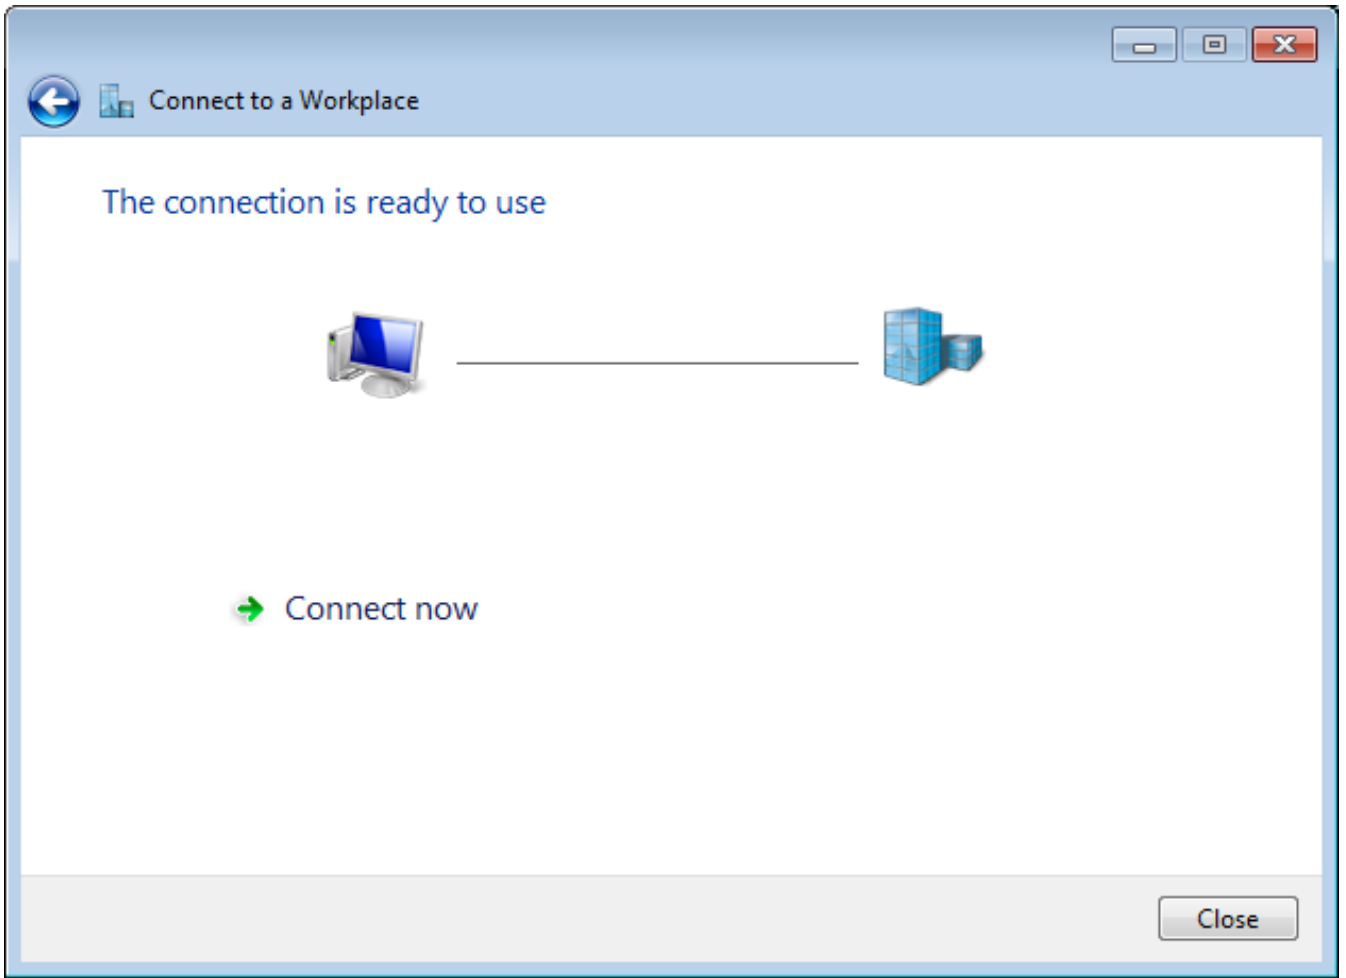 Connect to a Workplace
The connection is ready to use
Connect now
Close